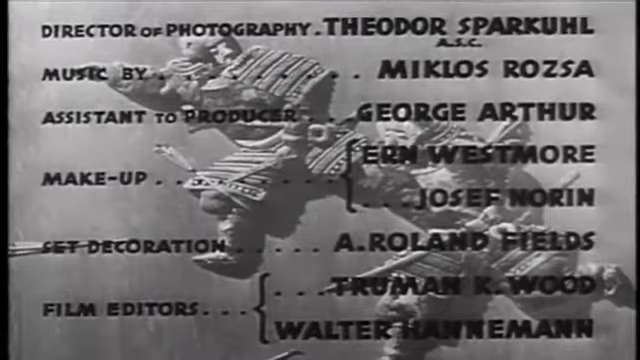 DIRECTOR OF PHOTOGRAPHY. THEODOR SPARKUHL
A.S.C.
MUSIC BY . . . . . . . . . MIKLOS ROZSA
ASSISTANT TO PRODUCER . . . GEORGE ARTHUR
ERN WESTMORE
MAKE-UP . . . . . . . . {
. . . JOSEF NORIN
SET DECORATION . . . . . A. ROLAND FIELDS
. . . TRUMAN K. WOOD
FILM EDITORS . . . {
WALTER HANNEMANN